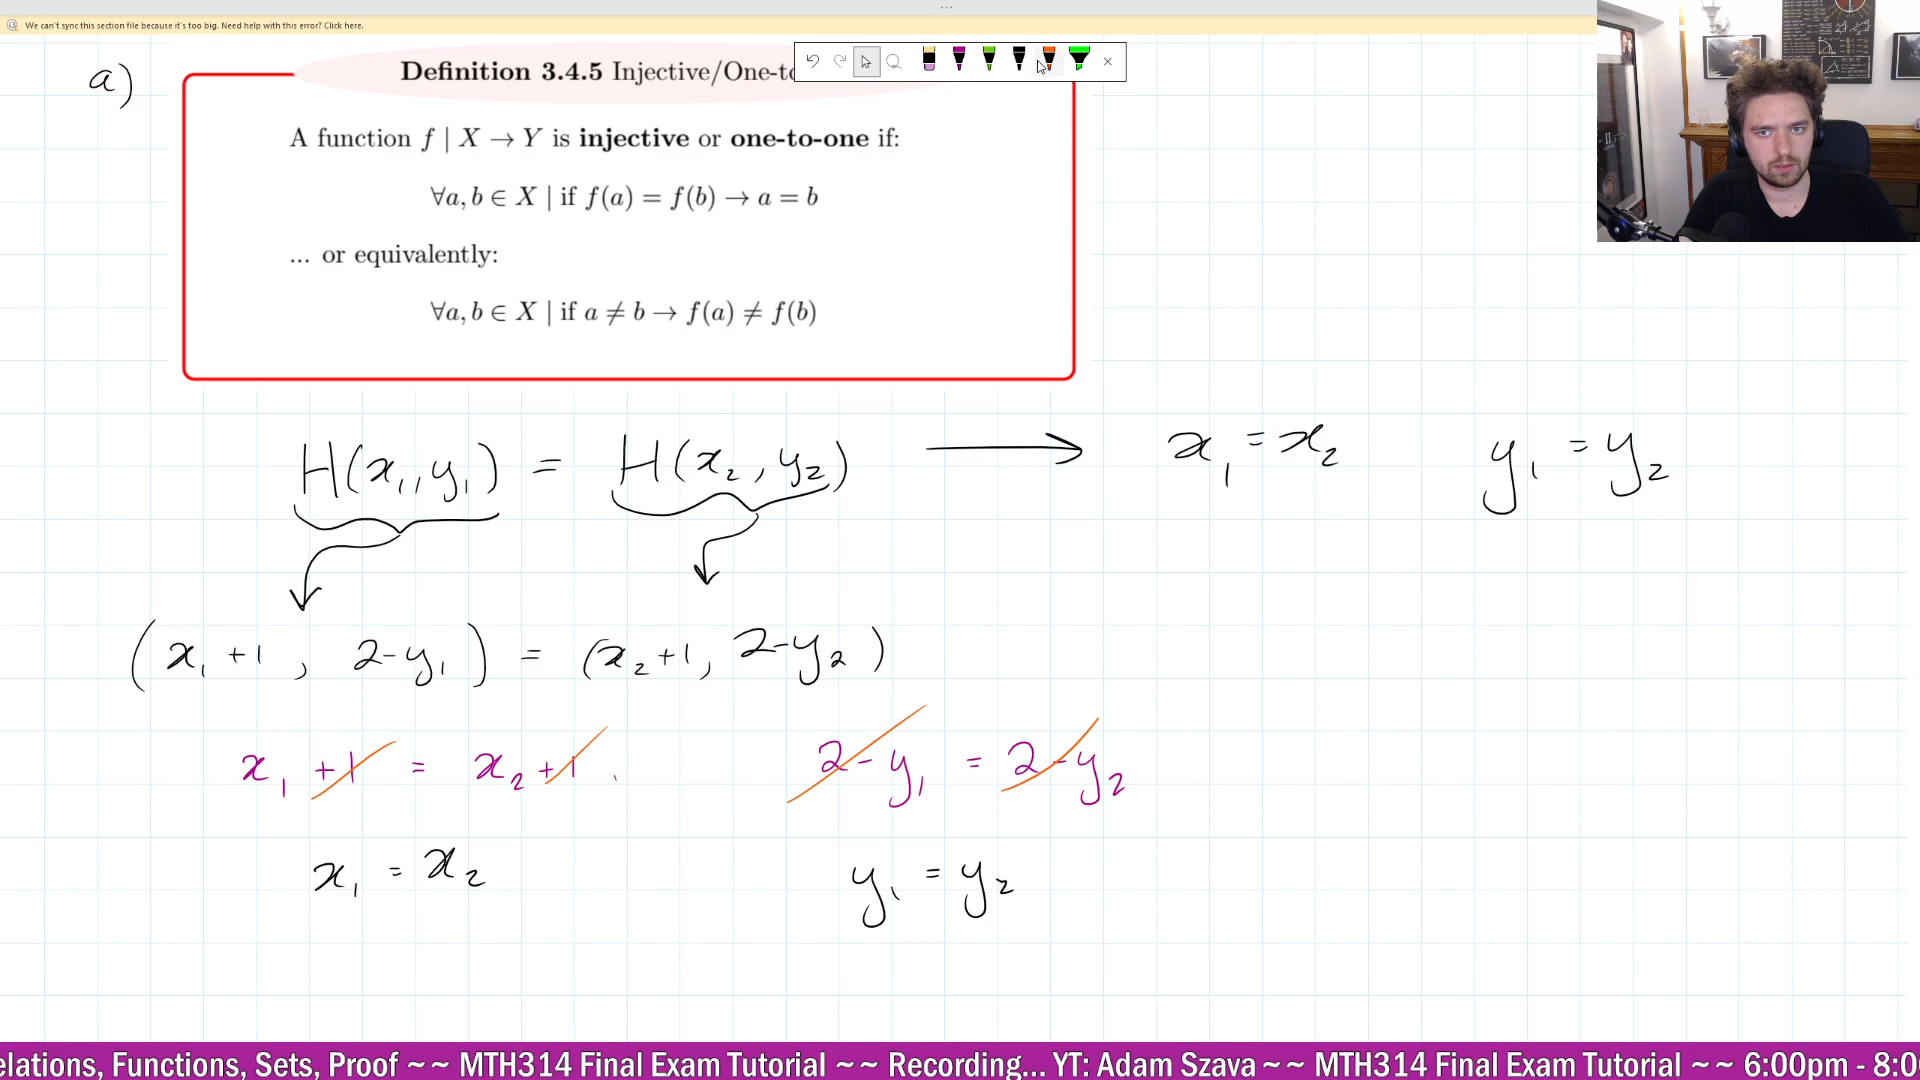 ...
We can't sync this section file because it's too big. Need help with this error? Click here.
a)
Definition 3.4.5 Injective/One-to
A function f | X → Y is injective or one-to-one if:
∀a, b ∈ X | if f(a) = f(b) → a = b
... or equivalently:
∀a, b ∈ X | if a ≠ b → f(a) ≠ f(b)
H(x₁, y₁) = H(x₂, y₂) ⟶ x₁ = x₂ y₁ = y₂
(x₁ +1, 2-y₁) = (x₂ +1, 2-y₂)
x₁ +1 = x₂ +1 2-y₁ = 2-y₂
x₁ = x₂ y₁ = y₂
elations, Functions, Sets, Proof ~~ MTH314 Final Exam Tutorial ~~ Recording... YT: Adam Szava ~~ MTH314 Final Exam Tutorial ~~ 6:00pm - 8:0